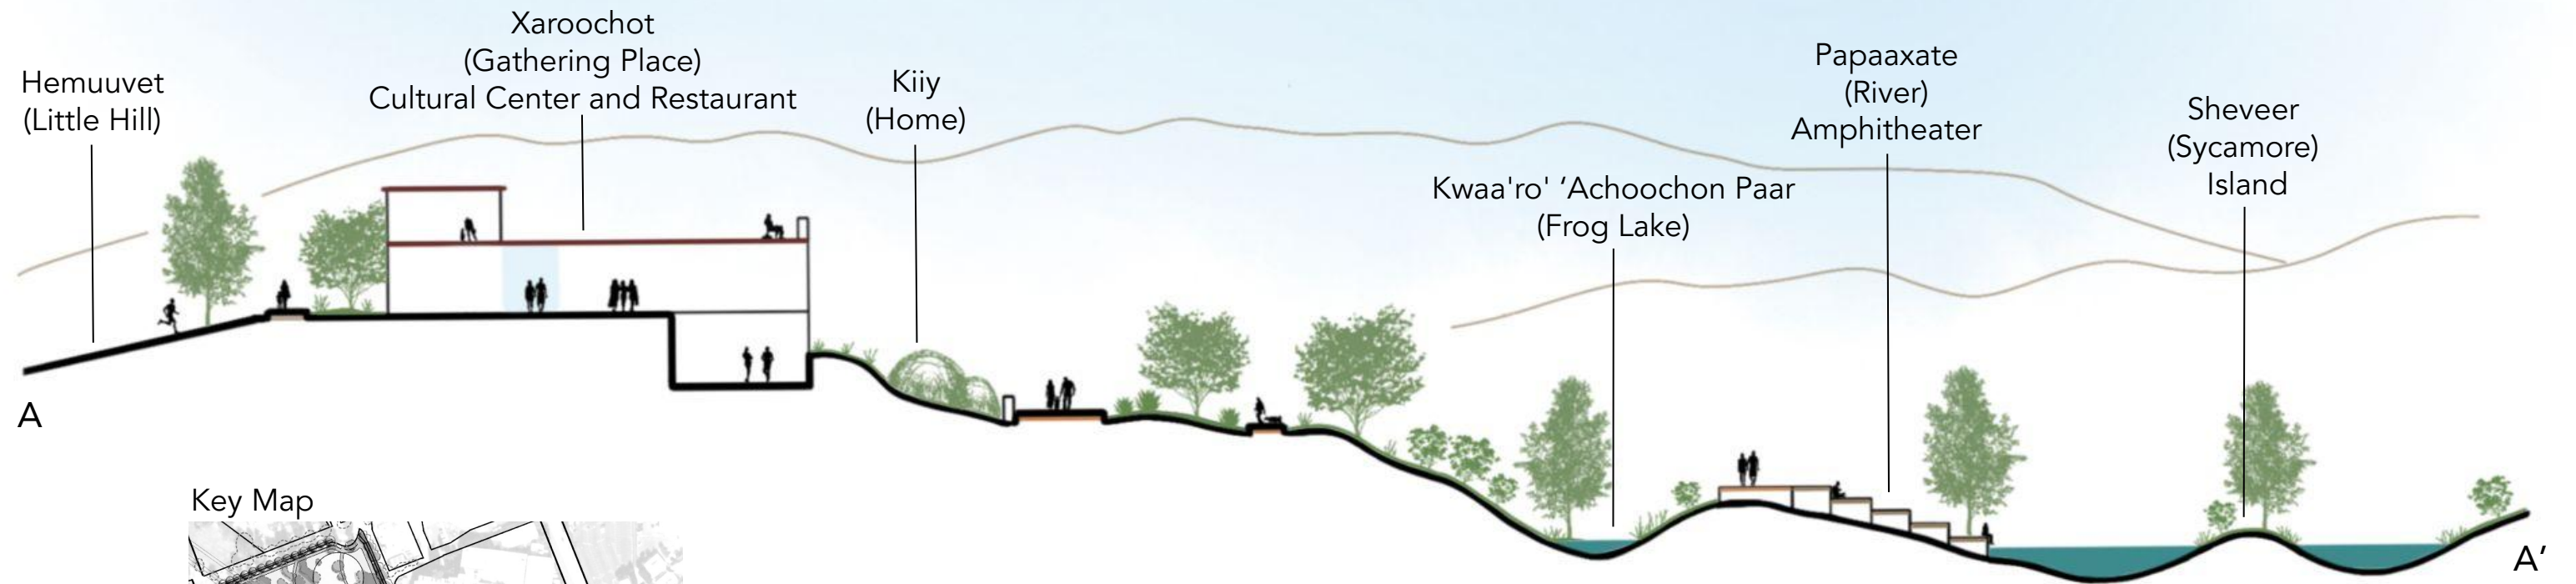 Hemuuvet
(Little Hill)
Xaroochot
(Gathering Place)
Cultural Center and Restaurant
Kiiy
(Home)
Kwaa'ro' ‘Achoochon Paar
(Frog Lake)
Papaaxate
(River)
Amphitheater
Sheveer
(Sycamore)
Island
A
A’
Key Map